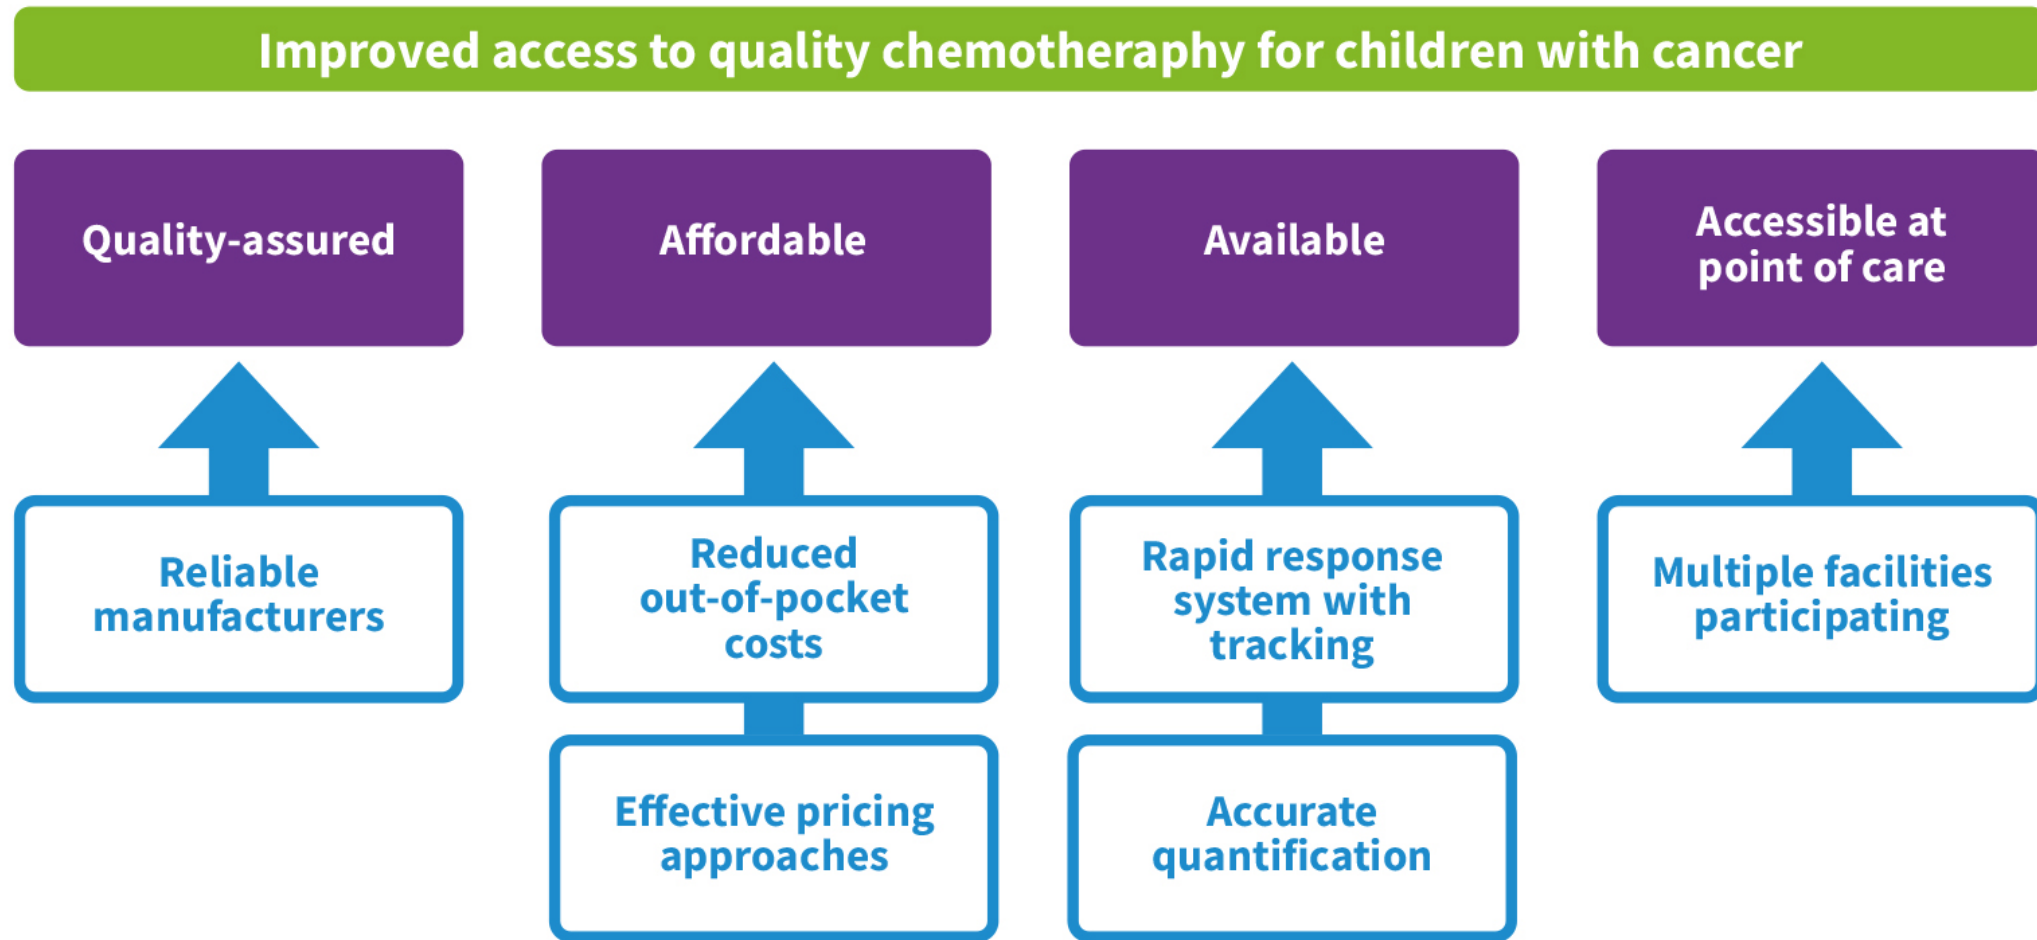 Improved access to quality chemotheraphy for children with cancer
Quality-assured
Affordable
Available
Accessible at
point of care
Reliable
manufacturers
Reduced
out-of-pocket
costs
Rapid response
system with
tracking
Multiple facilities
participating
Effective pricing
approaches
Accurate
quantification